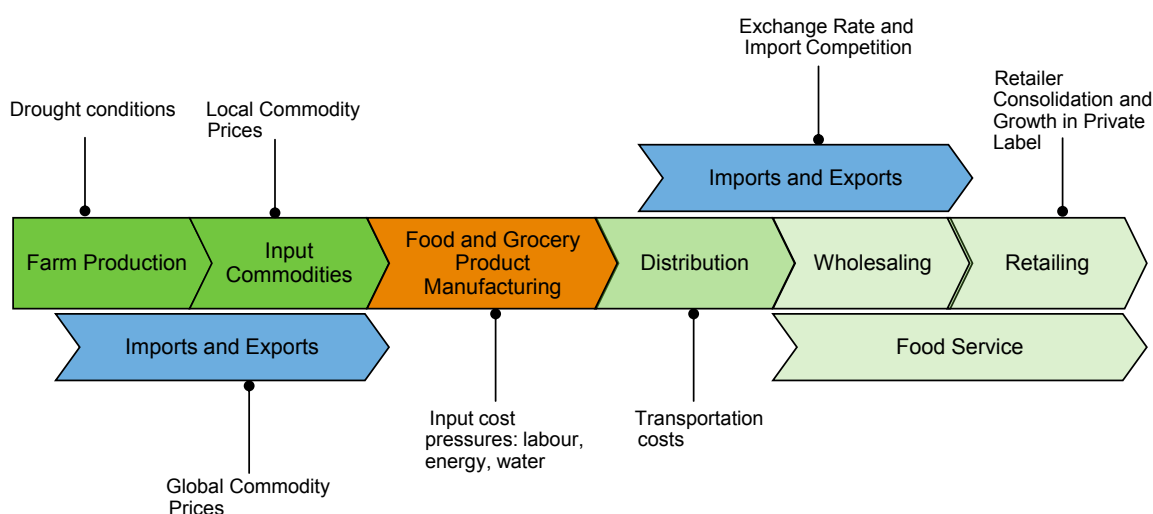 Exchange Rate and
Import Competition
Retailer
Consolidation and
Growth in Private
Label
Drought conditions
Local Commodity
Prices
Imports and Exports
Farm Production
Input
Commodities
Food and Grocery
Product
Manufacturing
Distribution
Wholesaling
Retailing
Imports and Exports
Food Service
Input cost
pressures: labour,
energy, water
Transportation
costs
Global Commodity
Prices